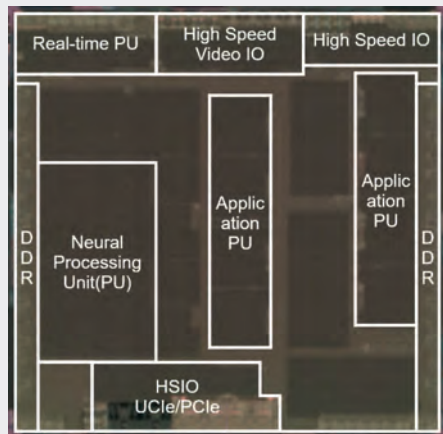 Real-time PU
High Speed
Video IO
High Speed IO
D
D
R
Neural
Processing
Unit(PU)
Applic
ation
PU
Applic
ation
PU
D
D
R
HSIO
UCIe/PCIe